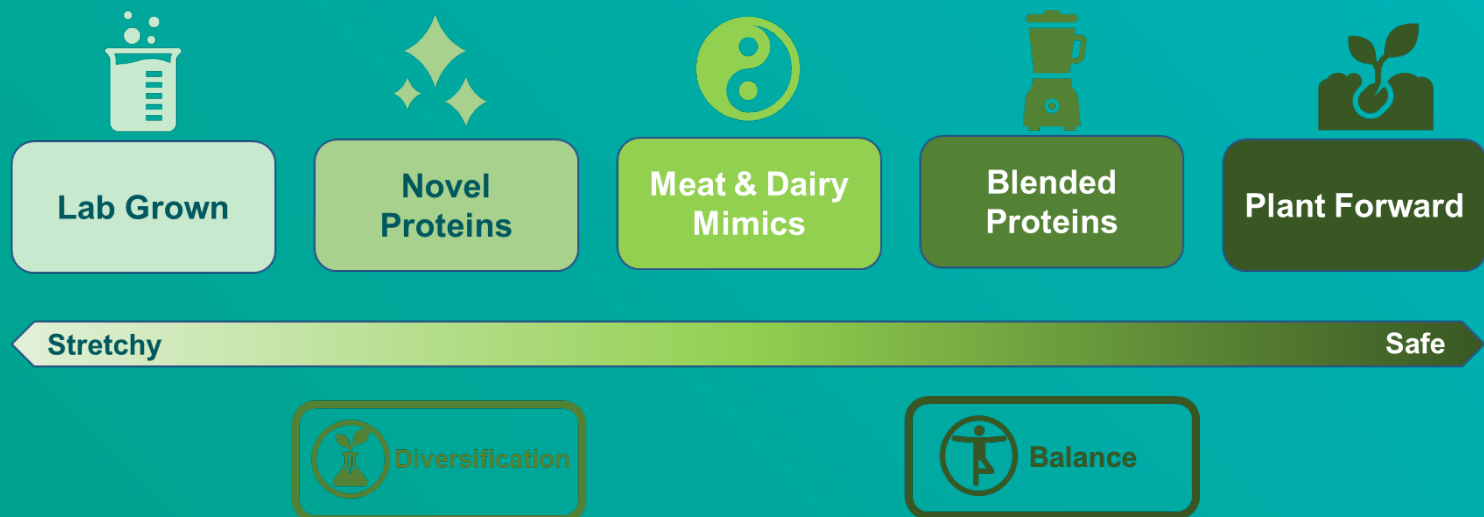 Lab Grown
Novel
Proteins
Meat & Dairy
Mimics
Blended
Proteins
Plant Forward
Stretchy
Safe
Diversification
Balance